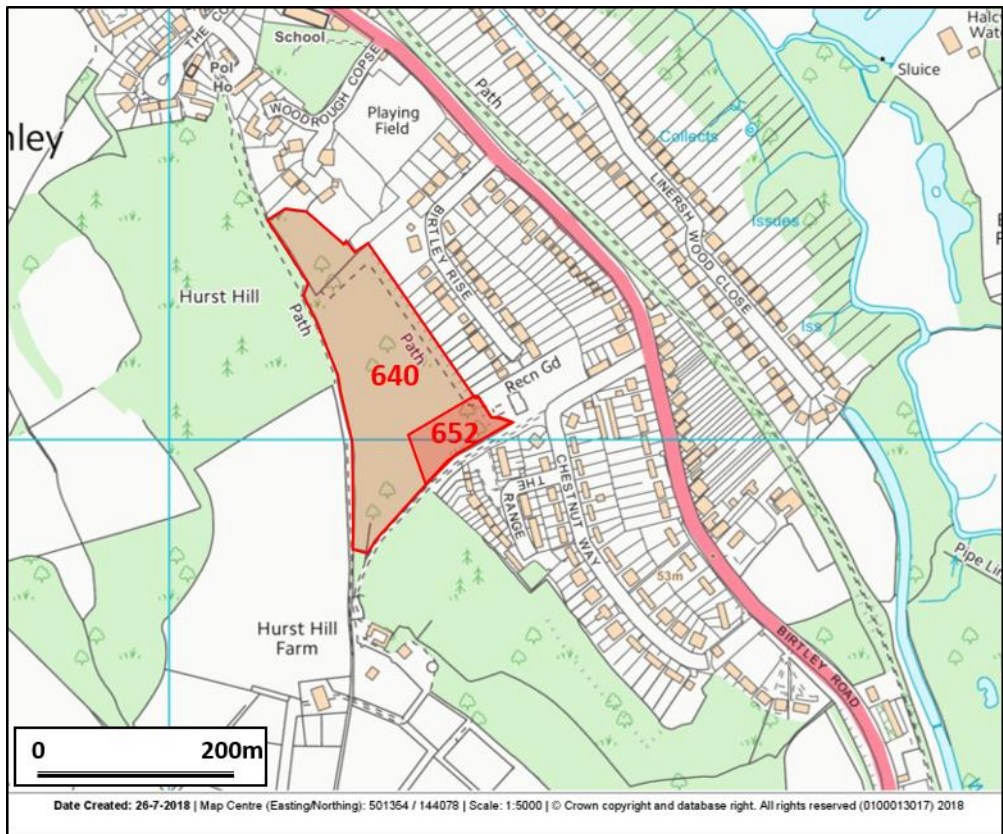 School
THE
Pol
Ho
WOODROUGH COPSE
Playing
Field
Path
Halc
Wate
Sluice
nley
Collects
LINERSH WOOD CLOSE
Issues
BIRTLEY RISE
Hurst Hill
Path
Path
Iss
640
Recn Gd
652
THE
RANGE
CHESTNUT WAY
53m
Pipe Lin
Hurst Hill
Farm
BIRTLEY ROAD
0 200m
Date Created: 26-7-2018 | Map Centre (Easting/Northing): 501354 / 144078 | Scale: 1:5000 | © Crown copyright and database right. All rights reserved (0100013017) 2018